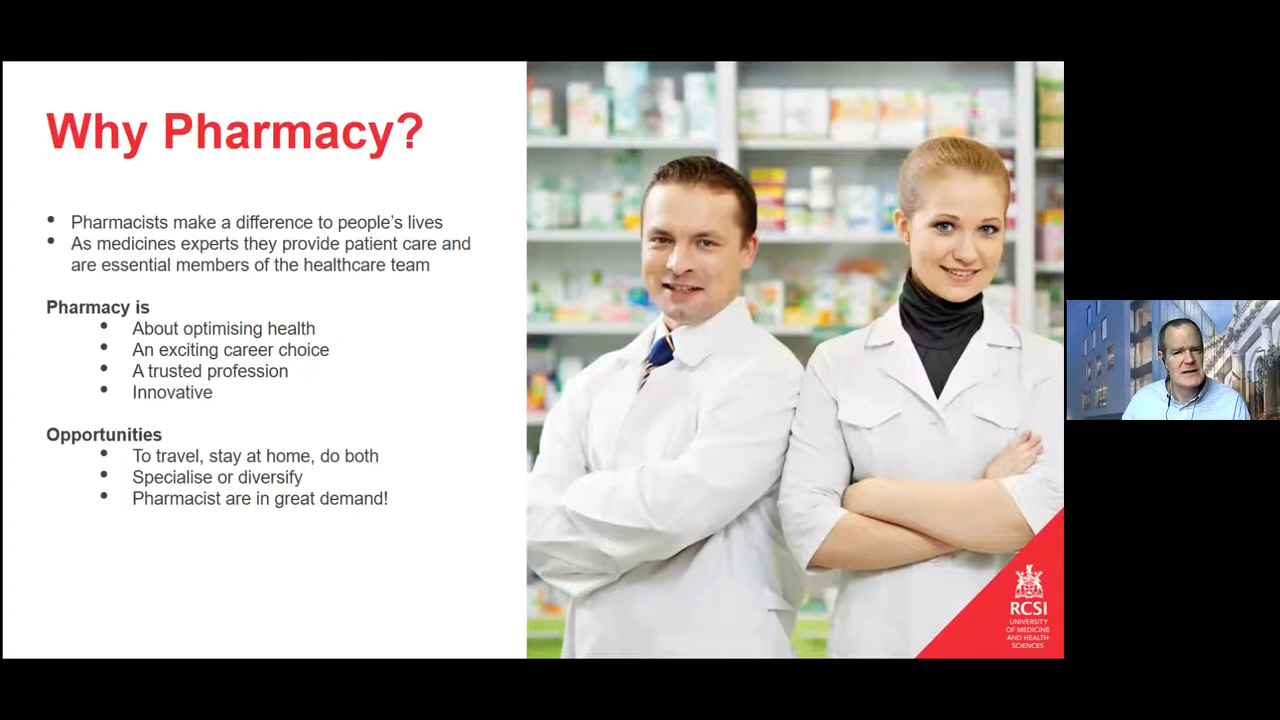 Why Pharmacy?
• Pharmacists make a difference to people's lives
• As medicines experts they provide patient care and
are essential members of the healthcare team
Pharmacy is
• About optimising health
• An exciting career choice
• A trusted profession
• Innovative
Opportunities
• To travel, stay at home, do both
• Specialise or diversify
• Pharmacist are in great demand!
RCSI
UNIVERSITY
OF MEDICINE
AND HEALTH
SCIENCES